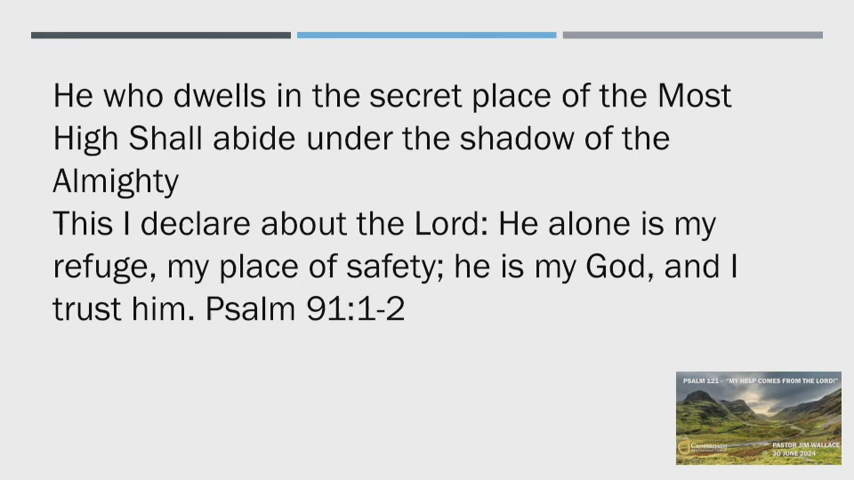 He who dwells in the secret place of the Most
High Shall abide under the shadow of the
Almighty
This I declare about the Lord: He alone is my
refuge, my place of safety; he is my God, and I
trust him. Psalm 91:1-2
PSALM 121 - "MY HELP COMES FROM THE LORD!"
PASTOR JIM WALLACE
30 JUNE 2024